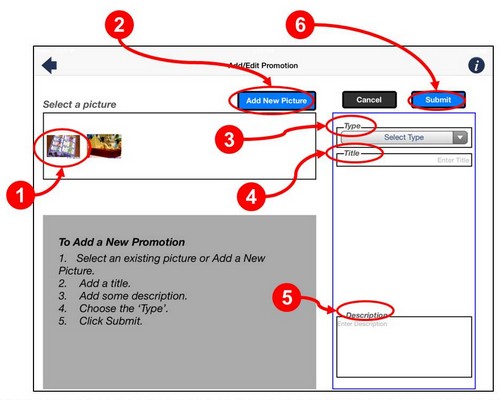 2
6
Add/Edit Promotion
i
Select a picture
Add New Picture
Cancel
Submit
3
Type
Select Type
4
Title
Enter Title
1
To Add a New Promotion
1. Select an existing picture or Add a New
Picture.
2. Add a title.
3. Add some description.
4. Choose the 'Type'.
5. Click Submit.
5
Description
Enter Description